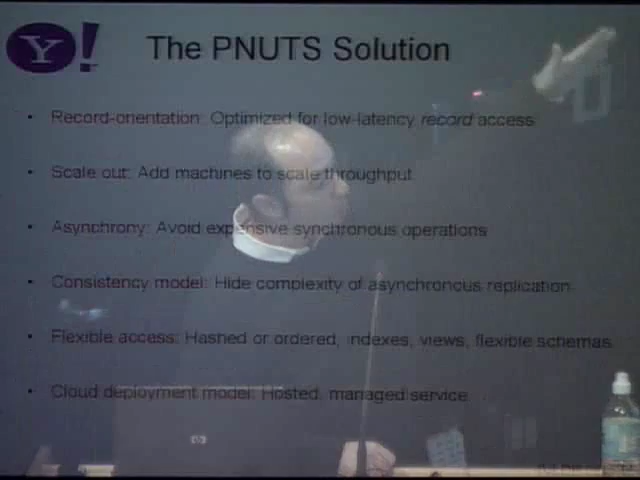 Y!
The PNUTS Solution
• Record-orientation: Optimized for low-latency record access
• Scale out: Add machines to scale throughput
• Asynchrony: Avoid expensive synchronous operations
• Consistency model: Hide complexity of asynchronous replication
• Flexible access: Hashed or ordered, indexes, views, flexible schemas
• Cloud deployment model: Hosted, managed service
hp